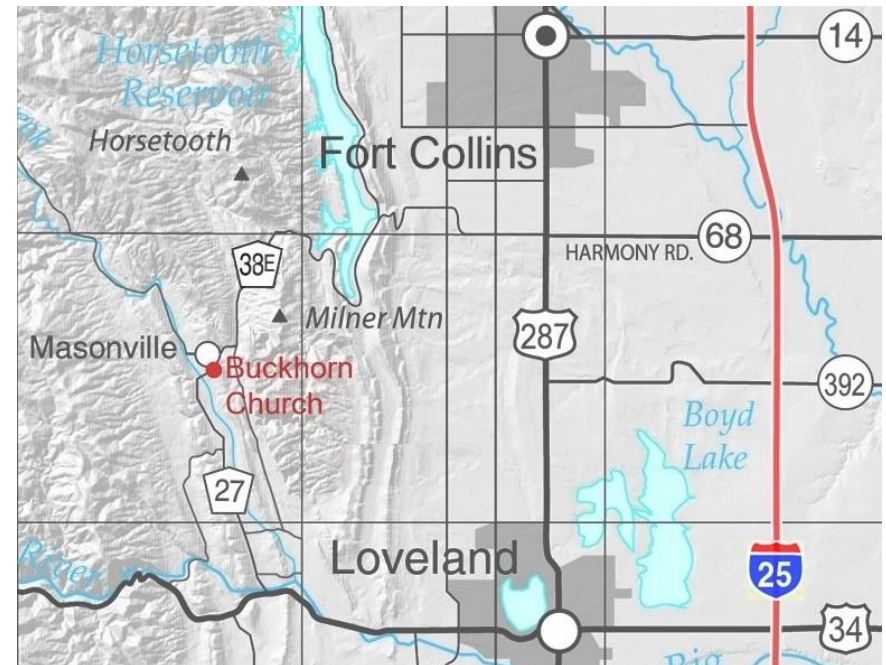 Horsetooth
Reservoir
Horsetooth
Fort Collins
14
68
HARMONY RD.
38E
Milner Mtn
287
Masonville
Buckhorn
Church
392
Boyd
Lake
27
River
Loveland
25
34
Big